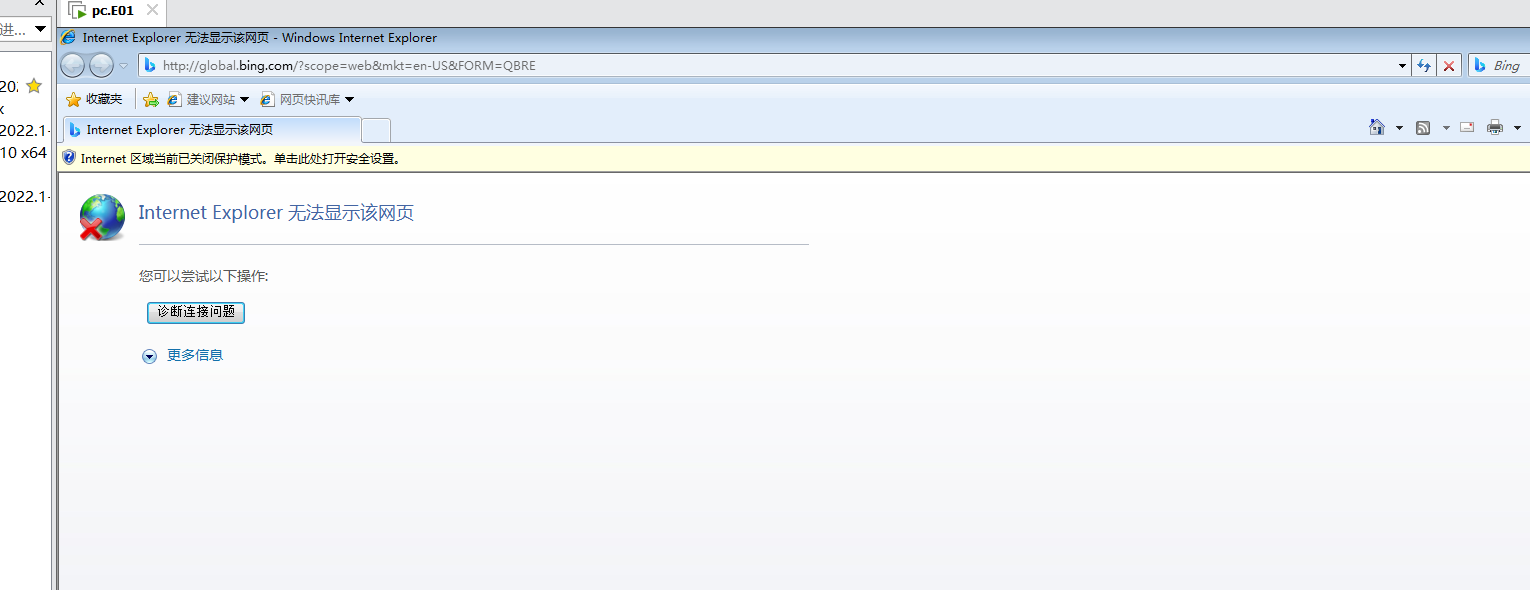 pc.E01
进...
Internet Explorer 无法显示该网页 - Windows Internet Explorer
http://global.bing.com/?scope=web&mkt=en-US&FORM=QBRE
Bing
收藏夹
建议网站
网页快讯库
Internet Explorer 无法显示该网页
Internet 区域当前已关闭保护模式。单击此处打开安全设置。
x
2022.1-
10 x64
2022.1-
Internet Explorer 无法显示该网页
您可以尝试以下操作:
诊断连接问题
更多信息